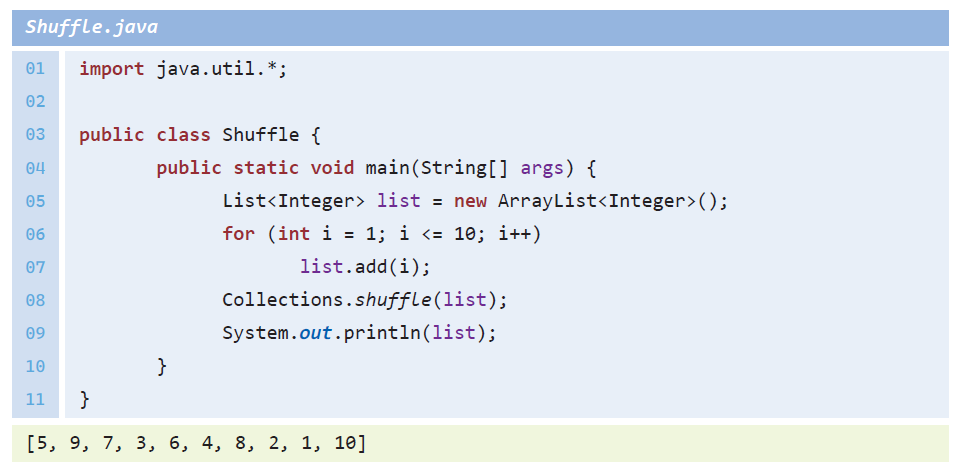 Shuffle.java
01 import java.util.*;
02
03 public class Shuffle {
04 public static void main(String[] args) {
05 List<Integer> list = new ArrayList<Integer>();
06 for (int i = 1; i <= 10; i++)
07 list.add(i);
08 Collections.shuffle(list);
09 System.out.println(list);
10 }
11 }
[5, 9, 7, 3, 6, 4, 8, 2, 1, 10]